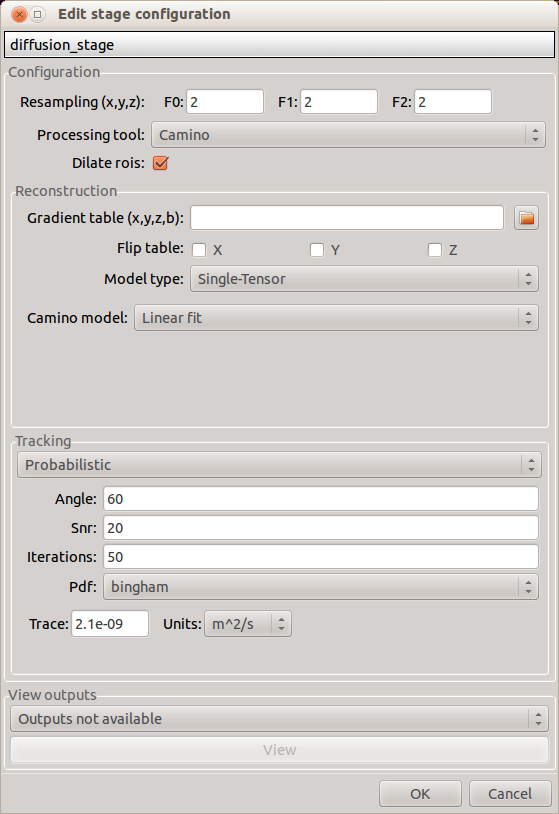 Edit stage configuration
diffusion_stage
Configuration
Resampling (x,y,z): F0: 2 F1: 2 F2: 2
Processing tool: Camino
Dilate rois:
Reconstruction
Gradient table (x,y,z,b):
Flip table: X Y Z
Model type: Single-Tensor
Camino model: Linear fit
Tracking
Probabilistic
Angle: 60
Snr: 20
Iterations: 50
Pdf: bingham
Trace: 2.1e-09 Units: m^2/s
View outputs
Outputs not available
View
OK Cancel